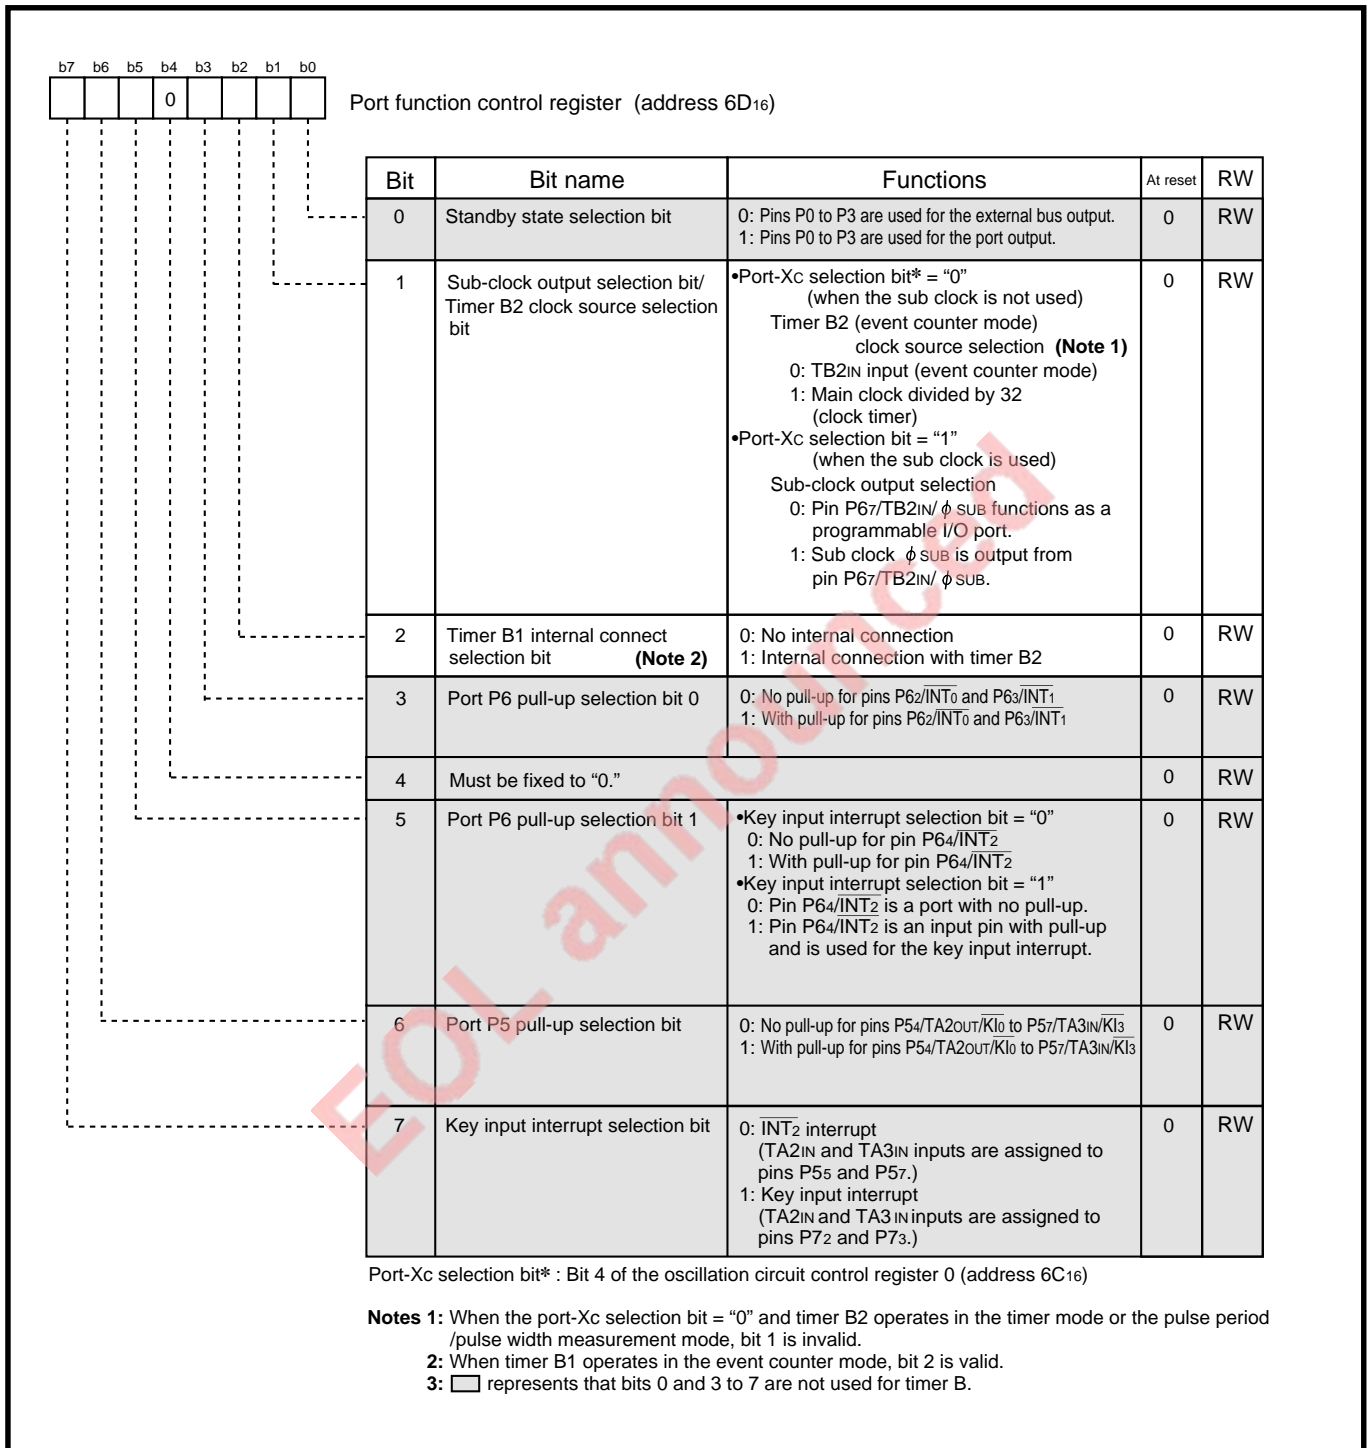 b7 b6 b5 b4 b3 b2 b1 b0
0
Port function control register (address 6D16)
Bit Bit name Functions At reset RW
0 Standby state selection bit 0: Pins P0 to P3 are used for the external bus output. 0 RW
1: Pins P0 to P3 are used for the port output.
1 Sub-clock output selection bit/ •Port-XC selection bit* = “0” 0 RW
Timer B2 clock source selection (when the sub clock is not used)
bit Timer B2 (event counter mode)
clock source selection (Note 1)
0: TB2IN input (event counter mode)
1: Main clock divided by 32
(clock timer)
•Port-XC selection bit = “1”
(when the sub clock is used)
Sub-clock output selection
0: Pin P67/TB2IN/ ϕ SUB functions as a
programmable I/O port.
1: Sub clock ϕ SUB is output from
pin P67/TB2IN/ ϕ SUB.
2 Timer B1 internal connect 0: No internal connection 0 RW
selection bit (Note 2) 1: Internal connection with timer B2
3 Port P6 pull-up selection bit 0 0: No pull-up for pins P62/INT0 and P63/INT1 0 RW
1: With pull-up for pins P62/INT0 and P63/INT1
4 Must be fixed to “0.” 0 RW
5 Port P6 pull-up selection bit 1 •Key input interrupt selection bit = “0” 0 RW
0: No pull-up for pin P64/INT2
1: With pull-up for pin P64/INT2
•Key input interrupt selection bit = “1”
0: Pin P64/INT2 is a port with no pull-up.
1: Pin P64/INT2 is an input pin with pull-up
and is used for the key input interrupt.
6 Port P5 pull-up selection bit 0: No pull-up for pins P54/TA2OUT/KI0 to P57/TA3IN/KI3 0 RW
1: With pull-up for pins P54/TA2OUT/KI0 to P57/TA3IN/KI3
7 Key input interrupt selection bit 0: INT2 interrupt 0 RW
(TA2IN and TA3IN inputs are assigned to
pins P55 and P57.)
1: Key input interrupt
(TA2IN and TA3 IN inputs are assigned to
pins P72 and P73.)
Port-Xc selection bit* : Bit 4 of the oscillation circuit control register 0 (address 6C16)
Notes 1: When the port-Xc selection bit = “0” and timer B2 operates in the timer mode or the pulse period
/pulse width measurement mode, bit 1 is invalid.
2: When timer B1 operates in the event counter mode, bit 2 is valid.
3: represents that bits 0 and 3 to 7 are not used for timer B.
EOL announced